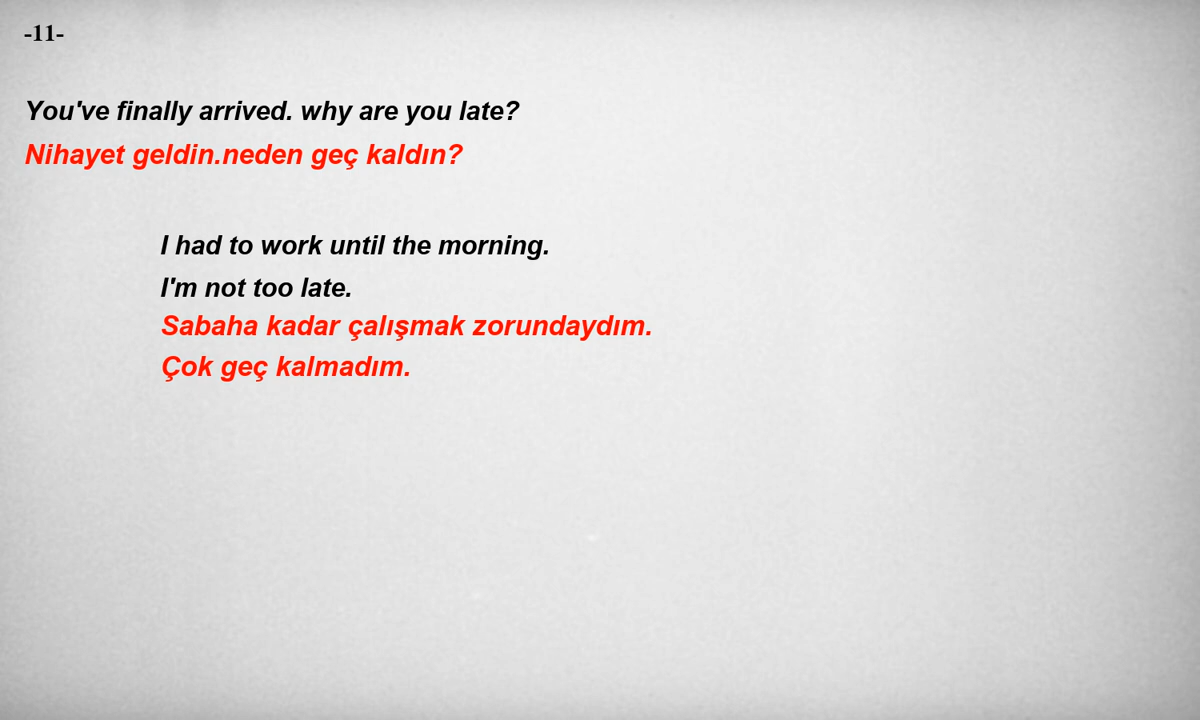 -11-
You've finally arrived. why are you late?
Nihayet geldin.neden geç kaldın?
I had to work until the morning.
I'm not too late.
Sabaha kadar çalışmak zorundaydım.
Çok geç kalmadım.